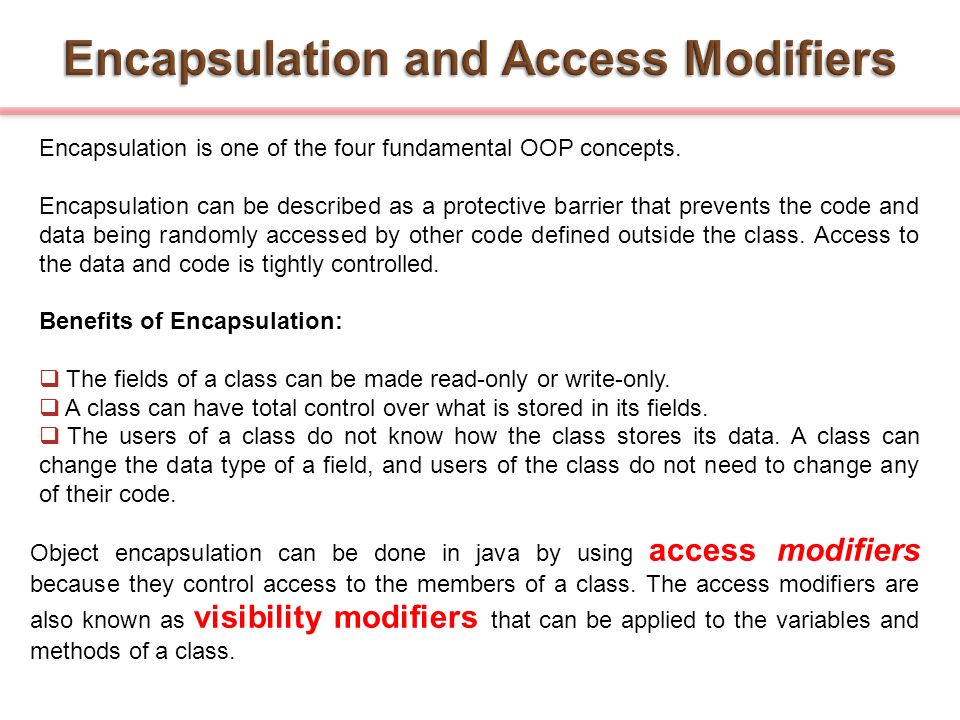 Encapsulation and Access Modifiers
Encapsulation is one of the four fundamental OOP concepts.
Encapsulation can be described as a protective barrier that prevents the code and
data being randomly accessed by other code defined outside the class. Access to
the data and code is tightly controlled.
Benefits of Encapsulation:
❑ The fields of a class can be made read-only or write-only.
❑ A class can have total control over what is stored in its fields.
❑ The users of a class do not know how the class stores its data. A class can
change the data type of a field, and users of the class do not need to change any
of their code.
Object encapsulation can be done in java by using access modifiers
because they control access to the members of a class. The access modifiers are
also known as visibility modifiers that can be applied to the variables and
methods of a class.